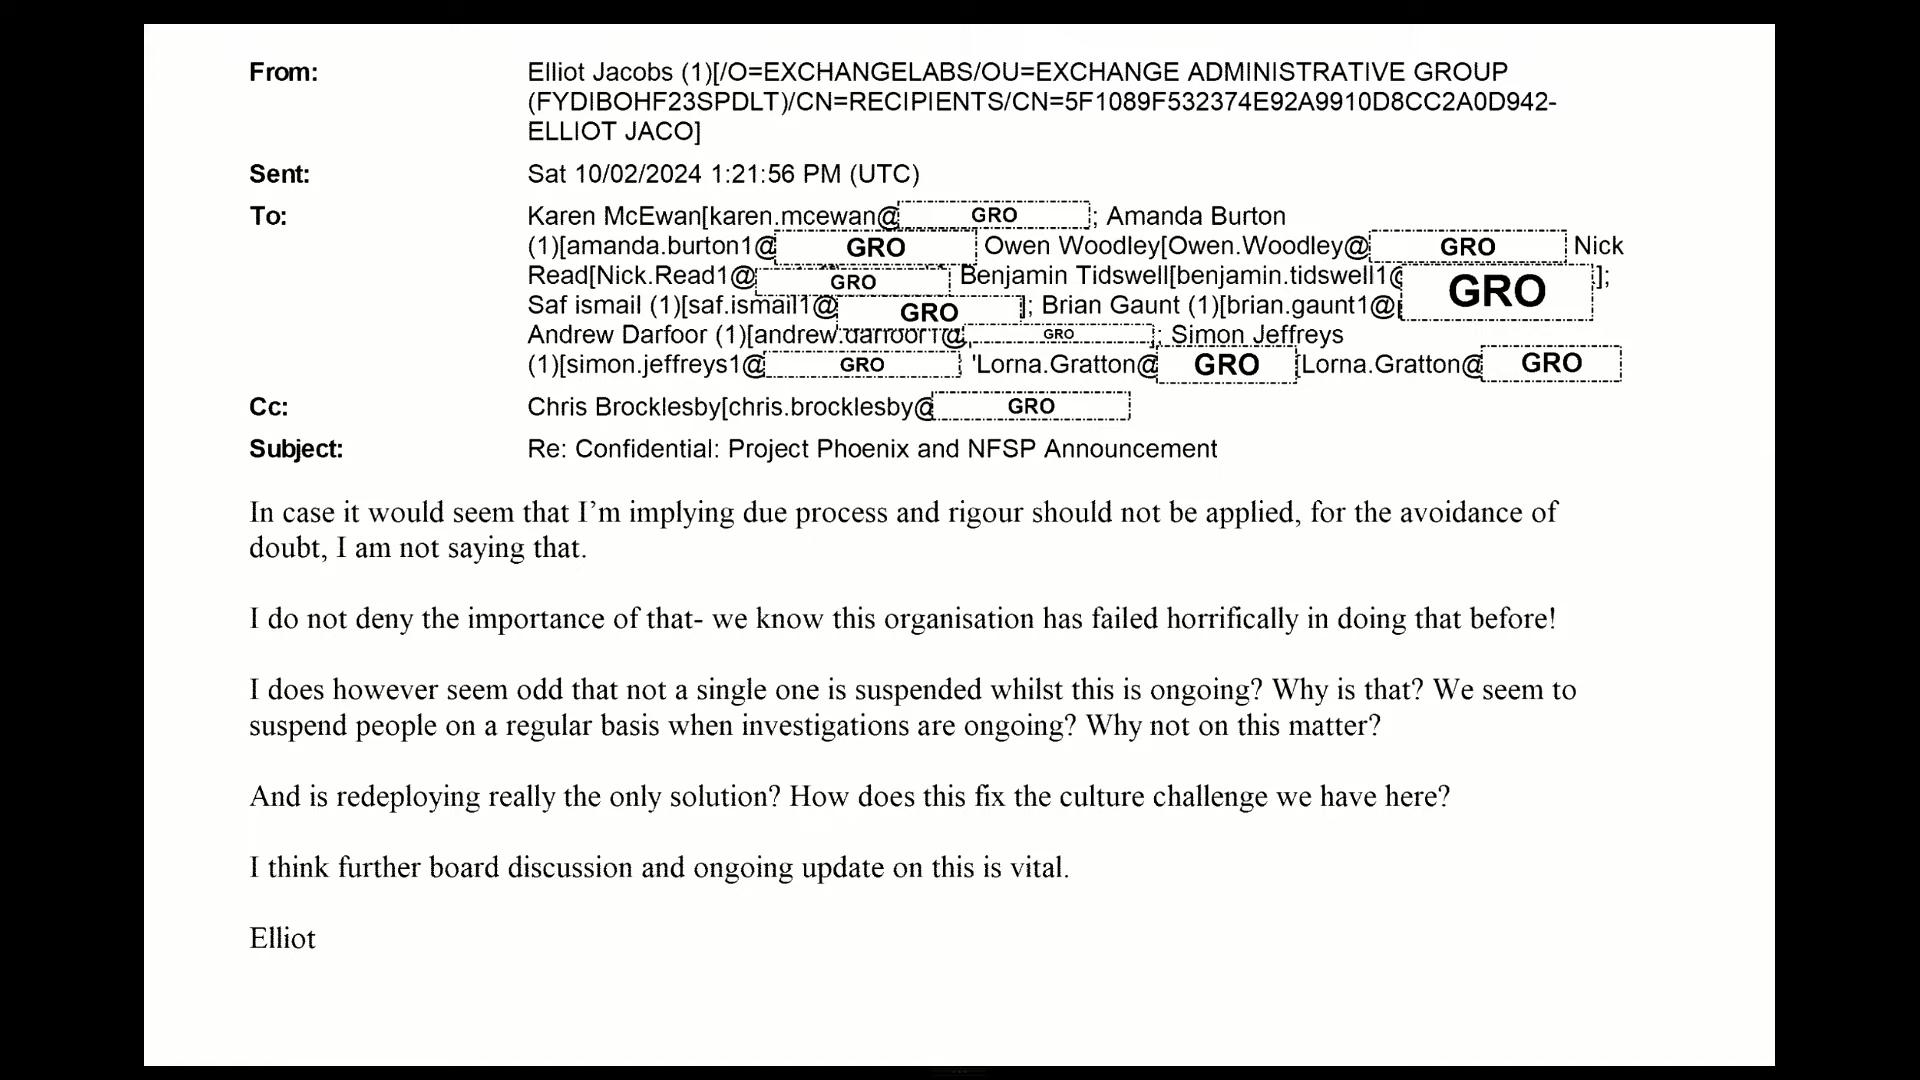 From: Elliot Jacobs (1)[/O=EXCHANGELABS/OU=EXCHANGE ADMINISTRATIVE GROUP
(FYDIBOHF23SPDLT)/CN=RECIPIENTS/CN=5F1089F532374E92A9910D8CC2A0D942-
ELLIOT JACO]
Sent: Sat 10/02/2024 1:21:56 PM (UTC)
To: Karen McEwan[karen.mcewan@ GRO ; Amanda Burton
(1)[amanda.burton1@ GRO Owen Woodley[Owen.Woodley@ GRO Nick
Read[Nick.Read1@ GRO Benjamin Tidswell[benjamin.tidswell1@ GRO ];
Saf ismail (1)[saf.ismail1@ GRO ]; Brian Gaunt (1)[brian.gaunt1@
Andrew Darfoor (1)[andrew.darfoor1@ GRO ; Simon Jeffreys
(1)[simon.jeffreys1@ GRO 'Lorna.Gratton@ GRO [Lorna.Gratton@ GRO
Cc: Chris Brocklesby[chris.brocklesby@ GRO
Subject: Re: Confidential: Project Phoenix and NFSP Announcement
In case it would seem that I'm implying due process and rigour should not be applied, for the avoidance of
doubt, I am not saying that.
I do not deny the importance of that- we know this organisation has failed horrifically in doing that before!
I does however seem odd that not a single one is suspended whilst this is ongoing? Why is that? We seem to
suspend people on a regular basis when investigations are ongoing? Why not on this matter?
And is redeploying really the only solution? How does this fix the culture challenge we have here?
I think further board discussion and ongoing update on this is vital.
Elliot